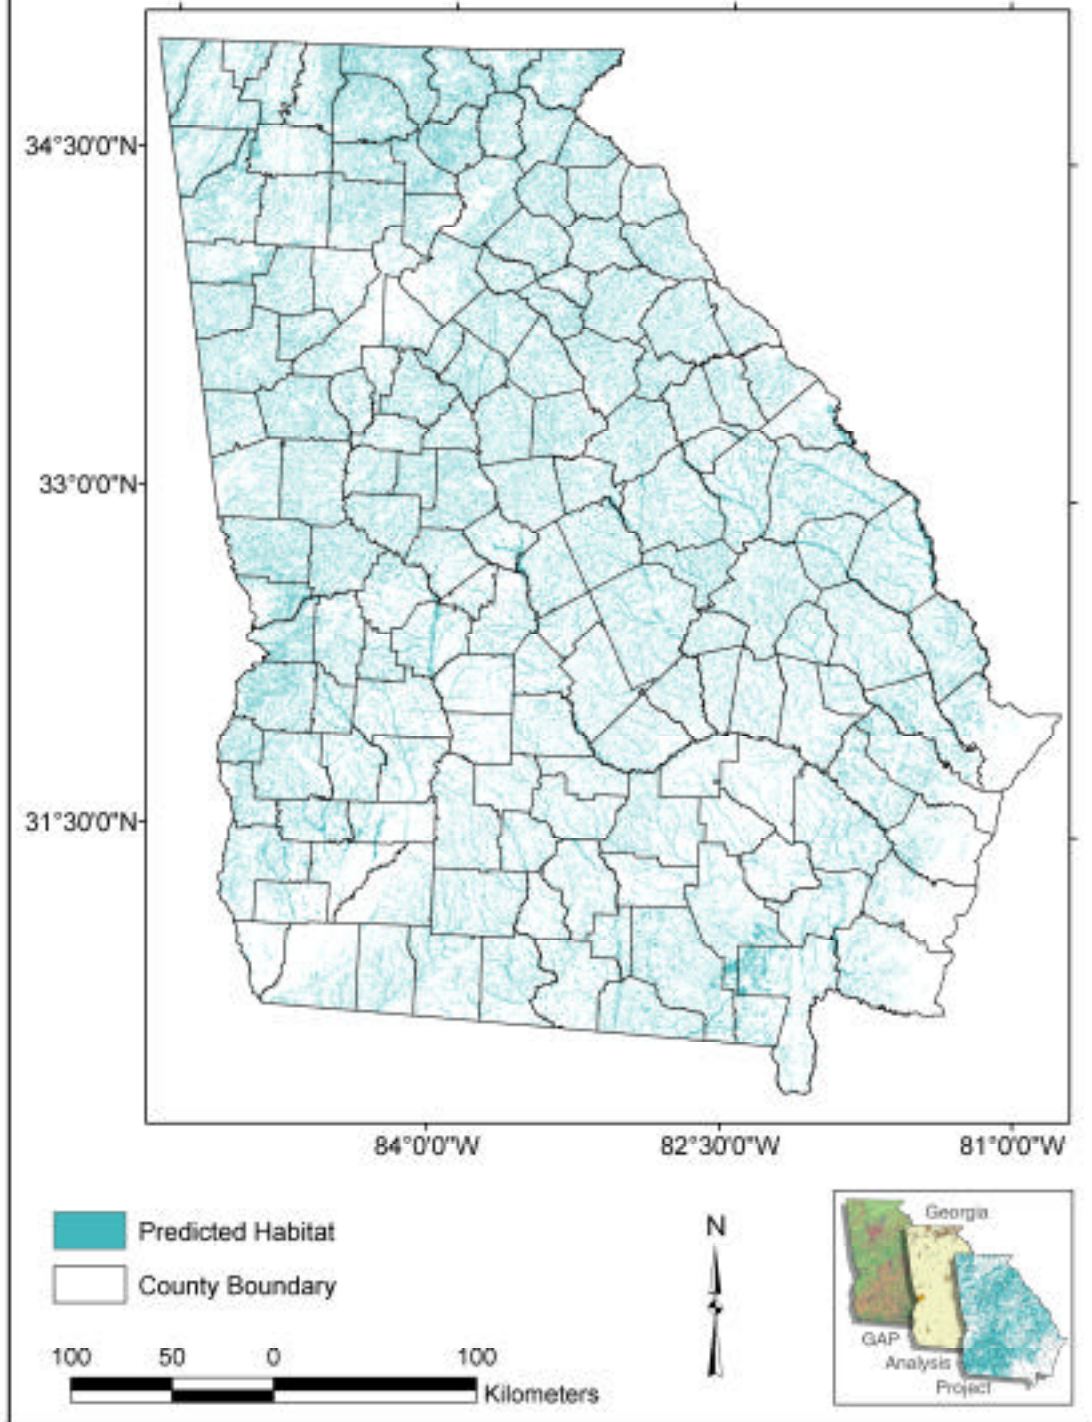 34°30'0"N
33°0'0"N
31°30'0"N
84°0'0"W 82°30'0"W 81°0'0"W
Predicted Habitat
County Boundary
N
100 50 0 100
Kilometers
Georgia
GAP
Analysis
Project